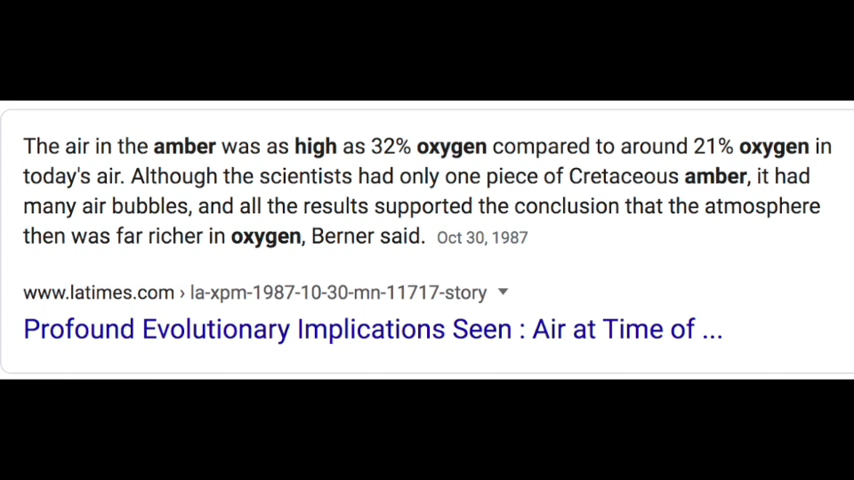 The air in the amber was as high as 32% oxygen compared to around 21% oxygen in
today's air. Although the scientists had only one piece of Cretaceous amber, it had
many air bubbles, and all the results supported the conclusion that the atmosphere
then was far richer in oxygen, Berner said. Oct 30, 1987
www.latimes.com › la-xpm-1987-10-30-mn-11717-story
Profound Evolutionary Implications Seen : Air at Time of ...